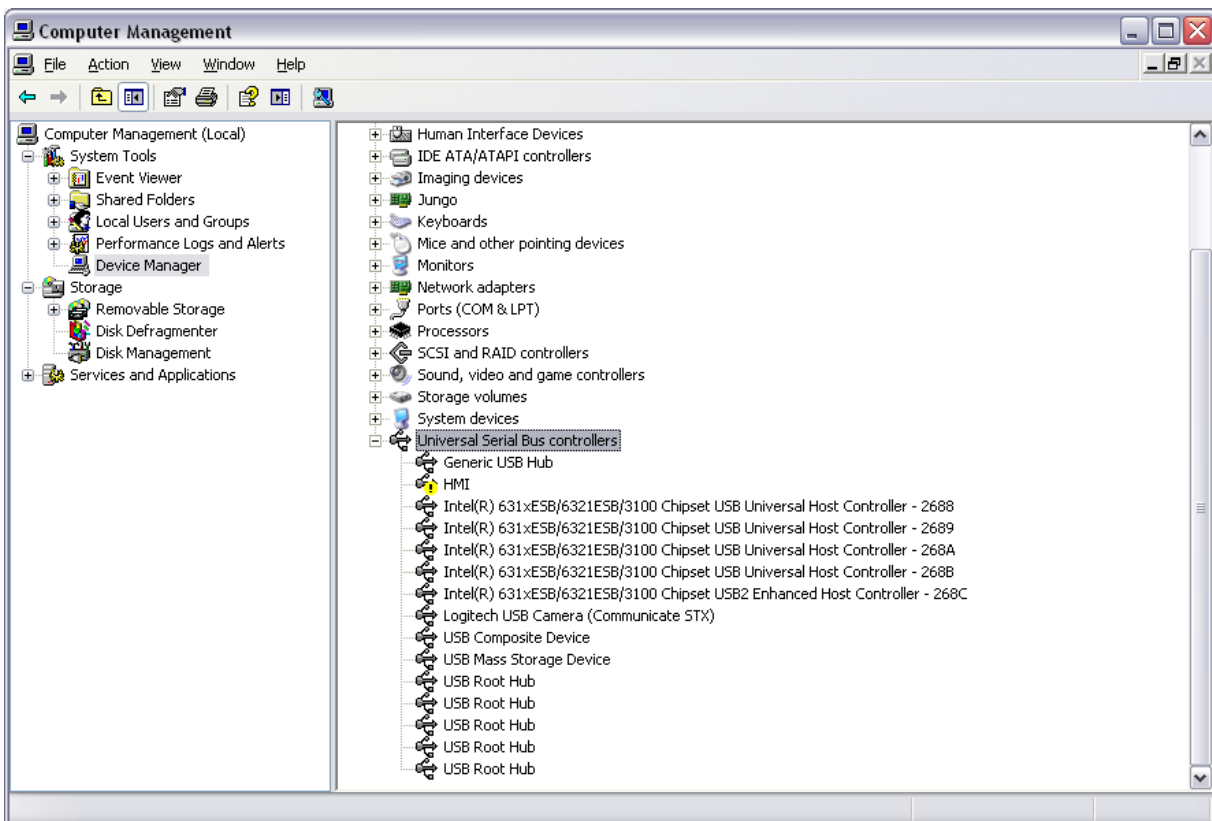 Computer Management
File Action View Window Help
Computer Management (Local)
System Tools
Event Viewer
Shared Folders
Local Users and Groups
Performance Logs and Alerts
Device Manager
Storage
Removable Storage
Disk Defragmenter
Disk Management
Services and Applications
Human Interface Devices
IDE ATA/ATAPI controllers
Imaging devices
Jungo
Keyboards
Mice and other pointing devices
Monitors
Network adapters
Ports (COM & LPT)
Processors
SCSI and RAID controllers
Sound, video and game controllers
Storage volumes
System devices
Universal Serial Bus controllers
Generic USB Hub
HMI
Intel(R) 631xESB/6321ESB/3100 Chipset USB Universal Host Controller - 2688
Intel(R) 631xESB/6321ESB/3100 Chipset USB Universal Host Controller - 2689
Intel(R) 631xESB/6321ESB/3100 Chipset USB Universal Host Controller - 268A
Intel(R) 631xESB/6321ESB/3100 Chipset USB Universal Host Controller - 268B
Intel(R) 631xESB/6321ESB/3100 Chipset USB2 Enhanced Host Controller - 268C
Logitech USB Camera (Communicate STX)
USB Composite Device
USB Mass Storage Device
USB Root Hub
USB Root Hub
USB Root Hub
USB Root Hub
USB Root Hub